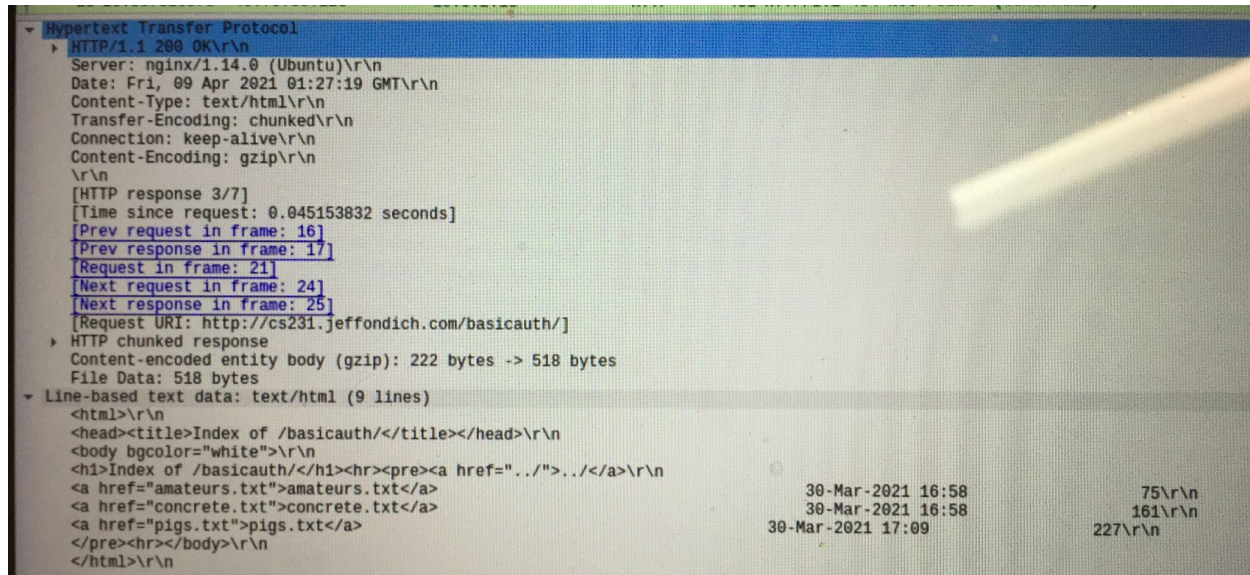 Hypertext Transfer Protocol
HTTP/1.1 200 OK\r\n
Server: nginx/1.14.0 (Ubuntu)\r\n
Date: Fri, 09 Apr 2021 01:27:19 GMT\r\n
Content-Type: text/html\r\n
Transfer-Encoding: chunked\r\n
Connection: keep-alive\r\n
Content-Encoding: gzip\r\n
\r\n
[HTTP response 3/7]
[Time since request: 0.045153832 seconds]
[Prev request in frame: 16]
[Prev response in frame: 17]
[Request in frame: 21]
[Next request in frame: 24]
[Next response in frame: 25]
[Request URI: http://cs231.jeffondich.com/basicauth/]
HTTP chunked response
Content-encoded entity body (gzip): 222 bytes -> 518 bytes
File Data: 518 bytes
Line-based text data: text/html (9 lines)
<html>\r\n
<head><title>Index of /basicauth/</title></head>\r\n
<body bgcolor="white">\r\n
<h1>Index of /basicauth/</h1><hr><pre><a href="../">../</a>\r\n
<a href="amateurs.txt">amateurs.txt</a> 30-Mar-2021 16:58 75\r\n
<a href="concrete.txt">concrete.txt</a> 30-Mar-2021 16:58 161\r\n
<a href="pigs.txt">pigs.txt</a> 30-Mar-2021 17:09 227\r\n
</pre><hr></body>\r\n
</html>\r\n